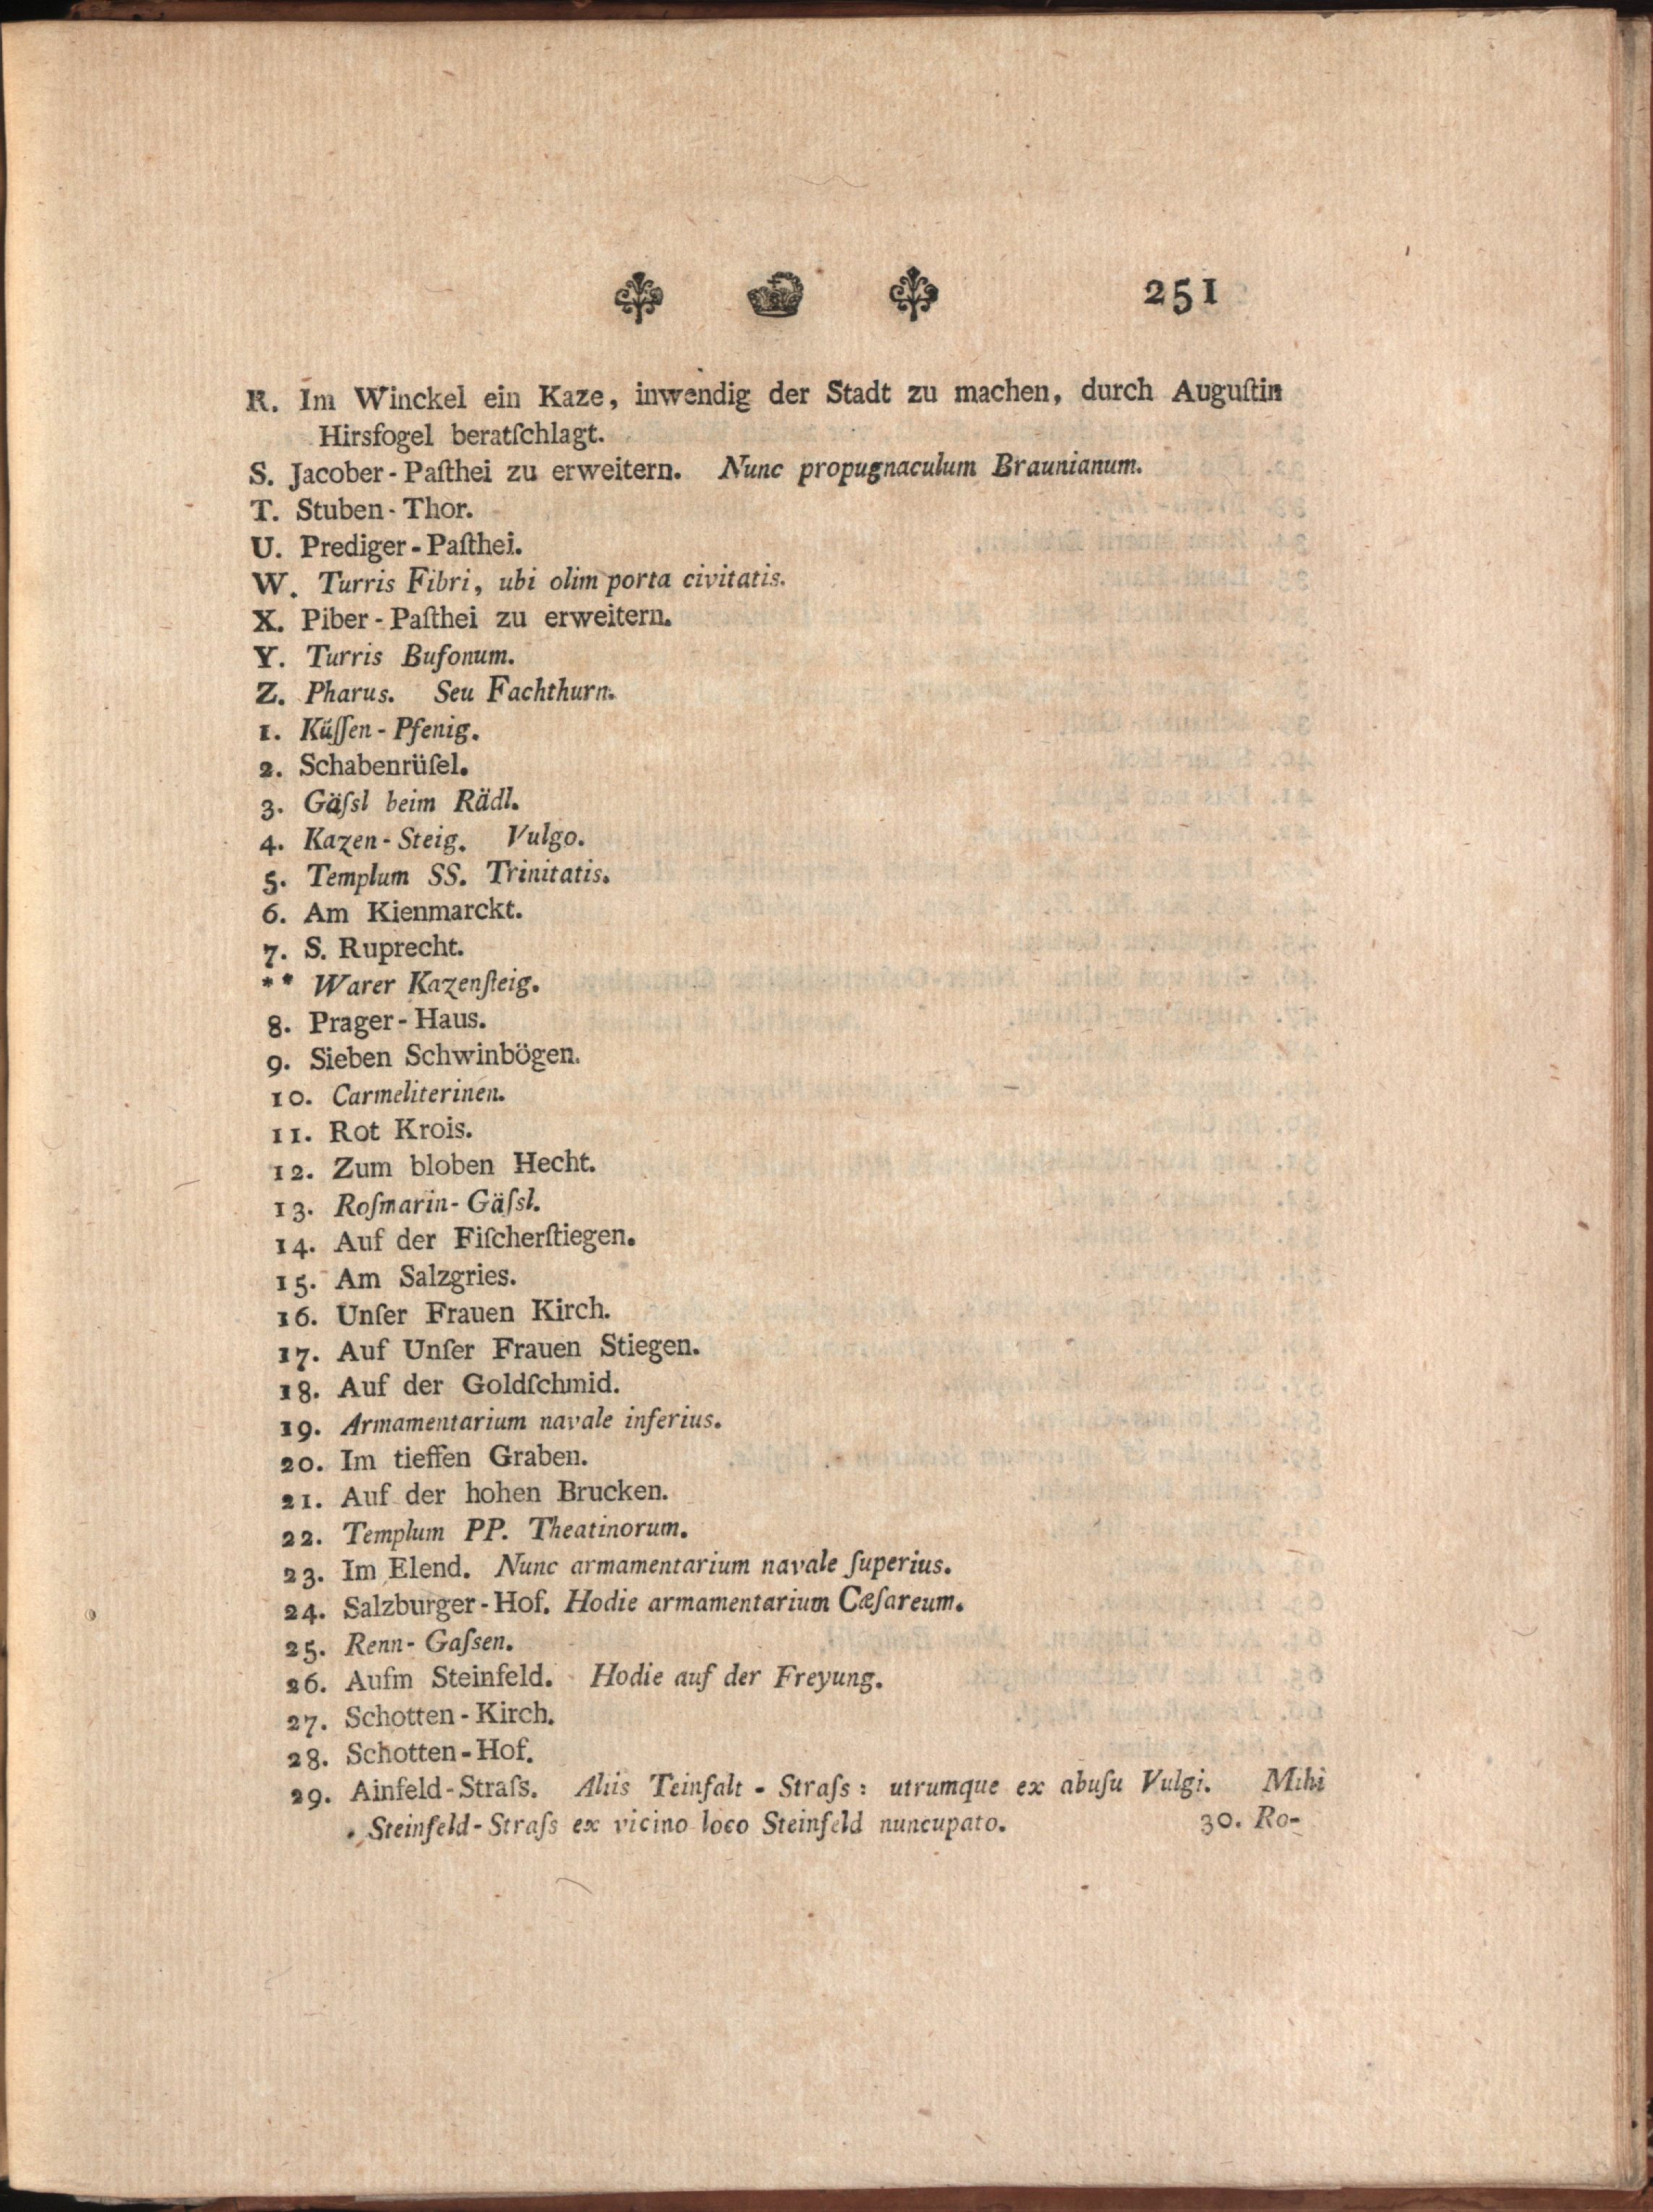 251
R. Im Winckel ein Kaze, inwendig der Stadt zu machen, durch Auguſtin
Hirsfogel beratſchlagt.
S. Jacober-Paſthei zu erweitern. Nunc propugnaculum Braunianum.
T. Stuben-Thor.
U. Prediger-Paſthei.
W. Turris Fibri, ubi olim porta civitatis.
X. Piber-Paſthei zu erweitern.
Y. Turris Bufonum.
Z. Pharus. Seu Fachthurn.
1. Küſſen-Pfenig.
2. Schabenrüſel.
3. Gäſsl beim Rädl.
4. Kazen-Steig. Vulgo.
5. Templum SS. Trinitatis.
6. Am Kienmarckt.
7. S. Ruprecht.
** Warer Kazenſteig.
8. Prager-Haus.
9. Sieben Schwinbögen.
10. Carmeliterinen.
11. Rot Krois.
12. Zum bloben Hecht.
13. Roſmarin-Gäſsl.
14. Auf der Fiſcherſtiegen.
15. Am Salzgries.
16. Unſer Frauen Kirch.
17. Auf Unſer Frauen Stiegen.
18. Auf der Goldſchmid.
19. Armamentarium navale inferius.
20. Im tieffen Graben.
21. Auf der hohen Brucken.
22. Templum PP. Theatinorum.
23. Im Elend. Nunc armamentarium navale ſuperius.
24. Salzburger-Hof. Hodie armamentarium Cæſareum.
25. Renn-Gaſsen.
26. Aufm Steinfeld. Hodie auf der Freyung.
27. Schotten-Kirch.
28. Schotten-Hof.
29. Ainfeld-Straſs. Aliis Teinfalt-Straſs: utrumque ex abuſu Vulgi. Mihi
Steinfeld-Straſs ex vicino loco Steinfeld nuncupato. 30. Ro-